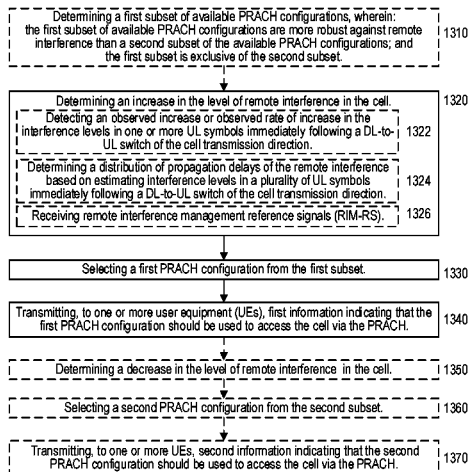 Determining a first subset of available PRACH configurations, wherein:
the first subset of available PRACH configurations are more robust against remote
interference than a second subset of the available PRACH configurations; and
the first subset is exclusive of the second subset.
1310
Determining an increase in the level of remote interference in the cell.
1320
Detecting an observed increase or observed rate of increase in the
interference levels in one or more UL symbols immediately following a DL-to-
UL switch of the cell transmission direction.
1322
Determining a distribution of propagation delays of the remote interference
based on estimating interference levels in a plurality of UL symbols
immediately following a DL-to-UL switch of the cell transmission direction.
1324
Receiving remote interference management reference signals (RIM-RS).
1326
Selecting a first PRACH configuration from the first subset.
1330
Transmitting, to one or more user equipment (UEs), first information indicating that the
first PRACH configuration should be used to access the cell via the PRACH.
1340
Determining a decrease in the level of remote interference in the cell.
1350
Selecting a second PRACH configuration from the second subset.
1360
Transmitting, to one or more UEs, second information indicating that the second
PRACH configuration should be used to access the cell via the PRACH.
1370